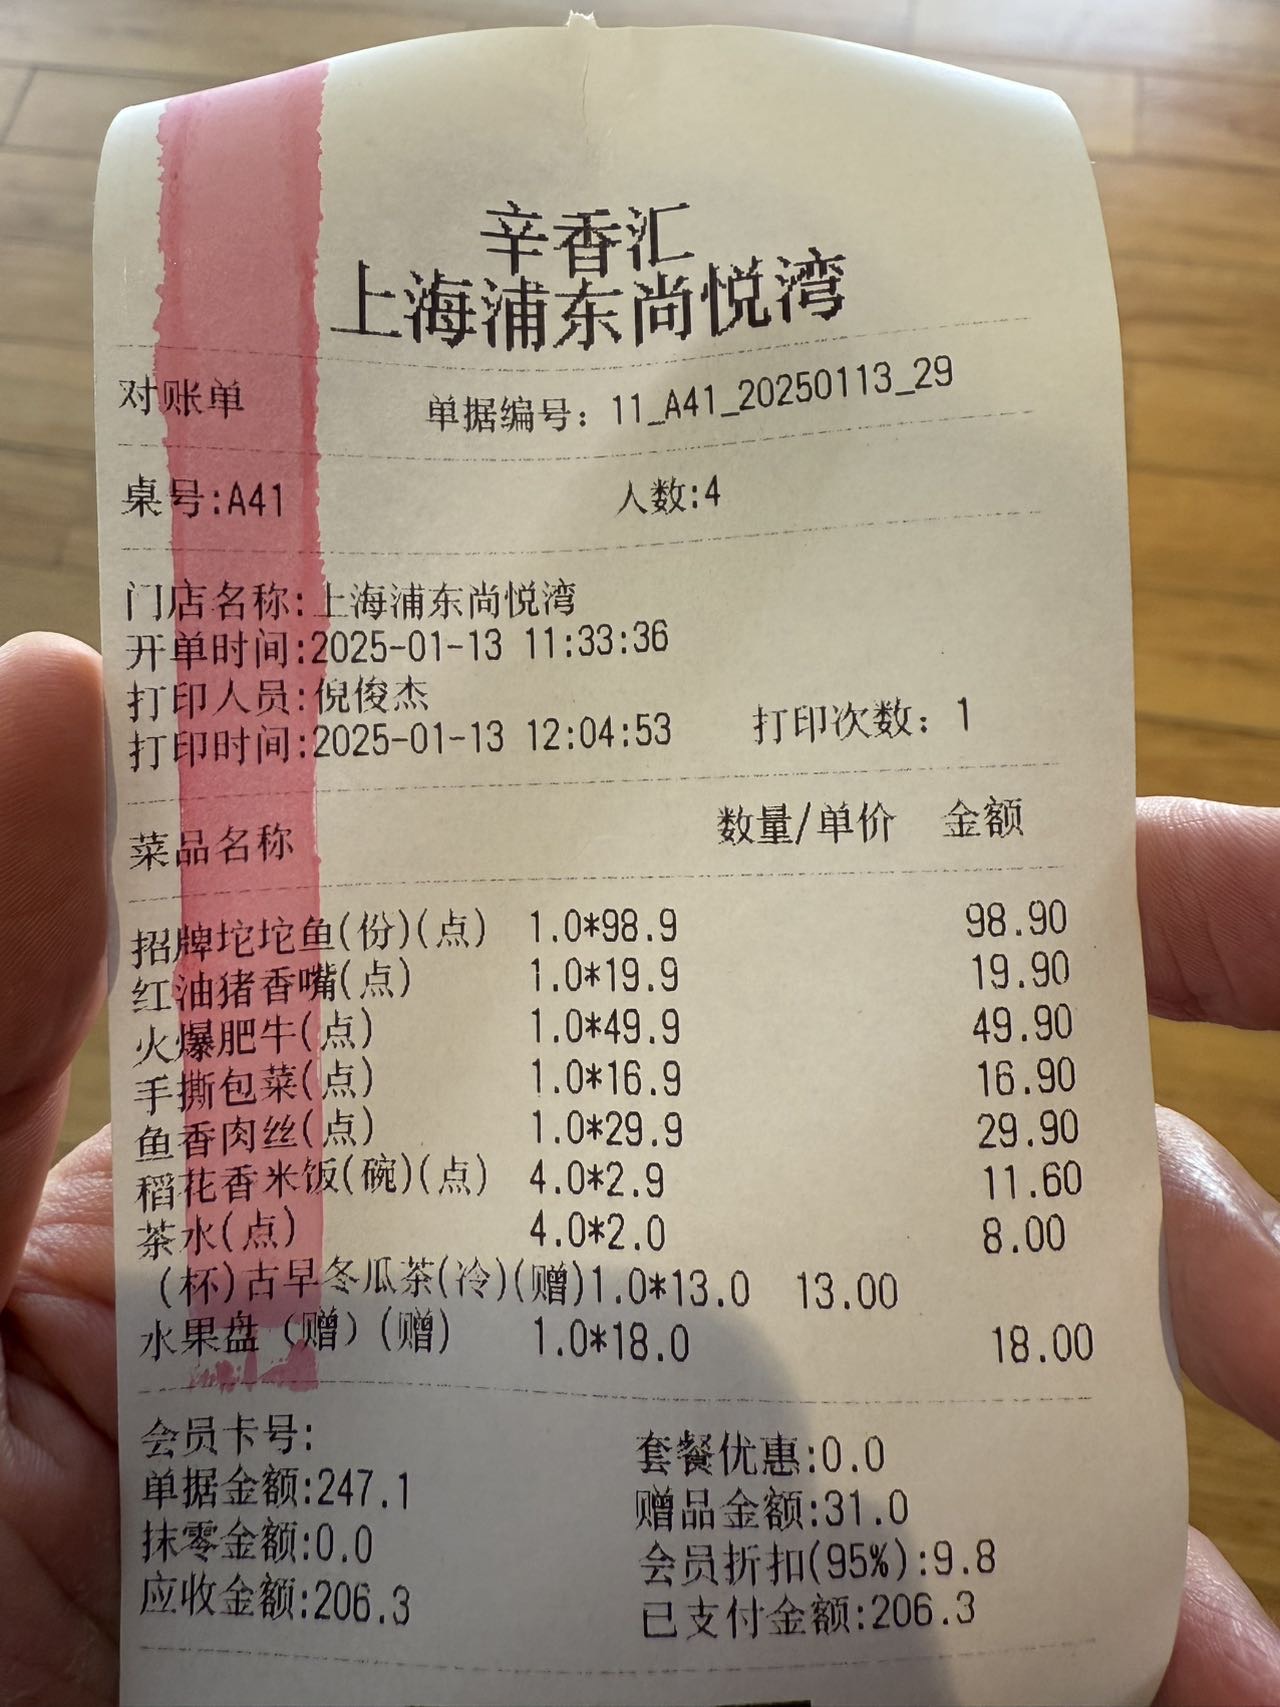 辛香汇
上海浦东尚悦湾
对账单 单据编号：11_A41_20250113_29
桌号:A41 人数:4
门店名称:上海浦东尚悦湾
开单时间:2025-01-13 11:33:36
打印人员:倪俊杰
打印时间:2025-01-13 12:04:53 打印次数：1
菜品名称 数量/单价 金额
招牌坨坨鱼(份)(点) 1.0*98.9 98.90
红油猪香嘴(点) 1.0*19.9 19.90
火爆肥牛(点) 1.0*49.9 49.90
手撕包菜(点) 1.0*16.9 16.90
鱼香肉丝(点) 1.0*29.9 29.90
稻花香米饭(碗)(点) 4.0*2.9 11.60
茶水(点) 4.0*2.0 8.00
(杯)古早冬瓜茶(冷)(赠)1.0*13.0 13.00
水果盘（赠）(赠) 1.0*18.0 18.00
会员卡号: 套餐优惠:0.0
单据金额:247.1 赠品金额:31.0
抹零金额:0.0 会员折扣(95%):9.8
应收金额:206.3 已支付金额:206.3